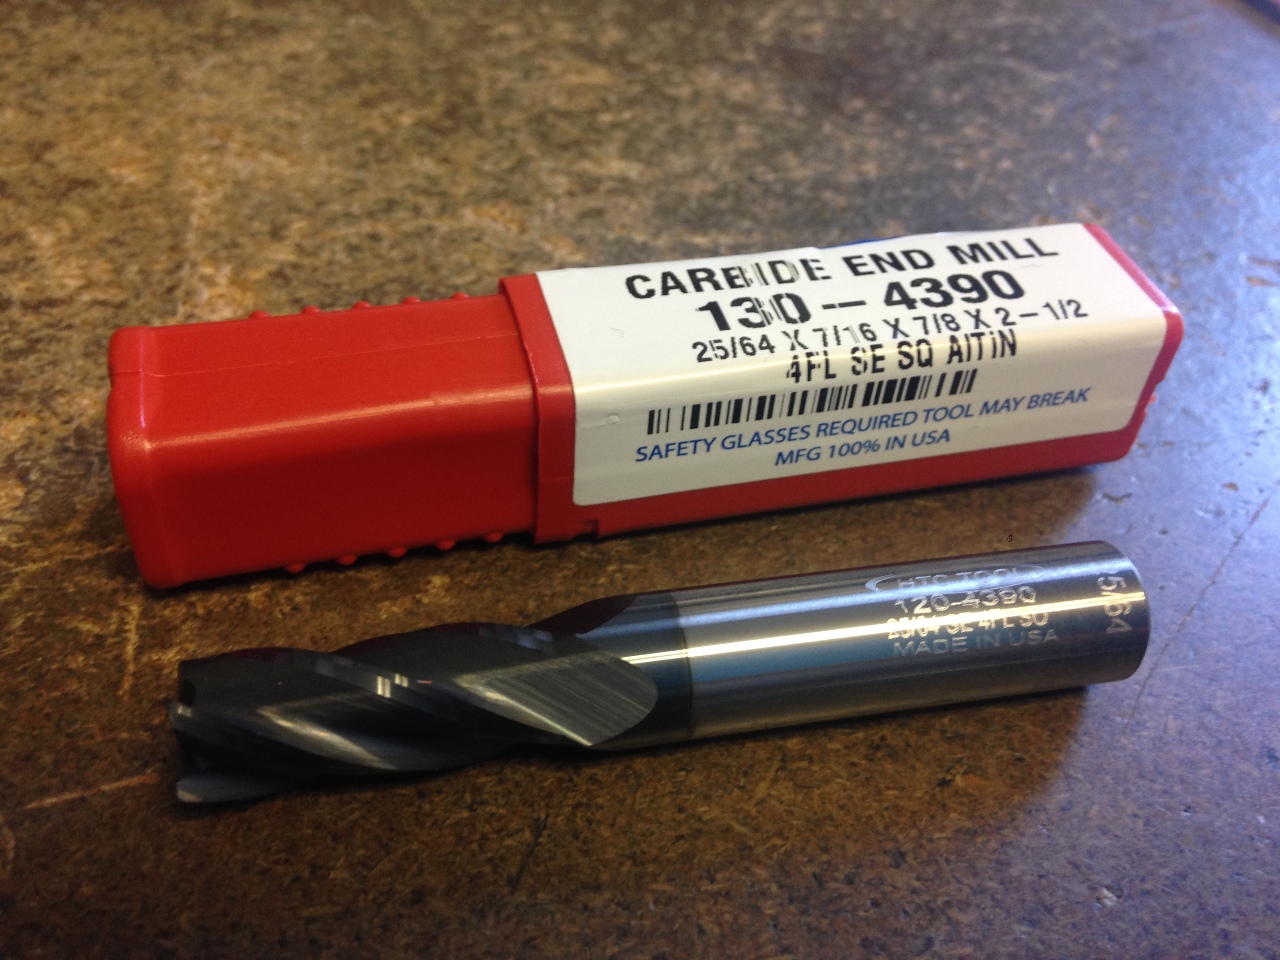 CARBIDE END MILL
130-4390
25/64 X 7/16 X 7/8 X 2-1/2
4FL SE SQ AlTiN
SAFETY GLASSES REQUIRED TOOL MAY BREAK
MFG 100% IN USA
HTC TOOL
120-4390
25/64 SE 4FL SQ
MADE IN USA
5/64